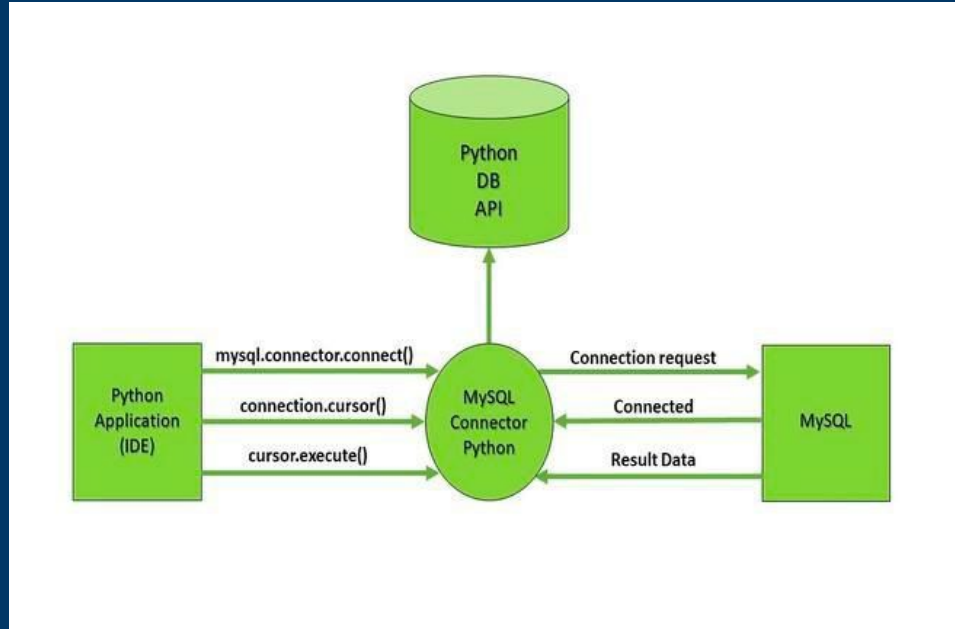 Python
DB
API
mysql.connector.connect()
Connection request
Python
Application
(IDE)
connection.cursor()
MySQL
Connector
Python
Connected
MySQL
cursor.execute()
Result Data